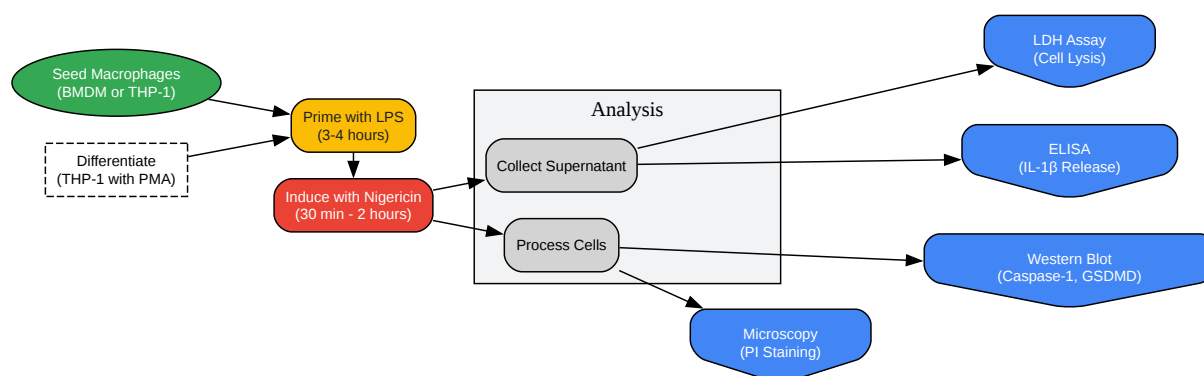 Seed Macrophages
(BMDM or THP-1)
Differentiate
(THP-1 with PMA)
Prime with LPS
(3-4 hours)
Induce with Nigericin
(30 min - 2 hours)
Analysis
Collect Supernatant
Process Cells
LDH Assay
(Cell Lysis)
ELISA
(IL-1β Release)
Western Blot
(Caspase-1, GSDMD)
Microscopy
(PI Staining)